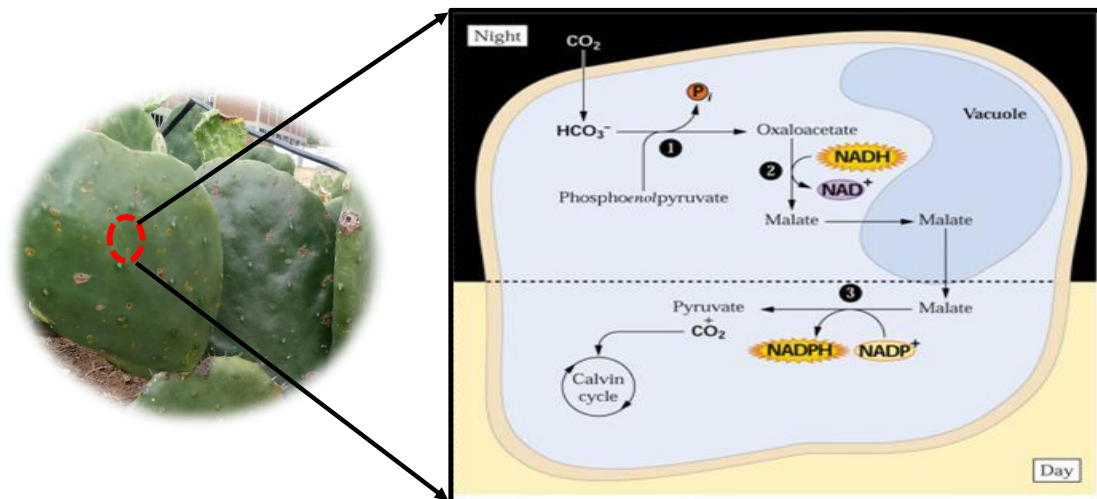 Night
CO₂
Pi
HCO₃⁻
Oxaloacetate
Vacuole
1
NADH
2
NAD⁺
Phosphoenolpyruvate
Malate
Malate
3
Pyruvate
Malate
+
CO₂
NADPH
NADP⁺
Calvin
cycle
Day